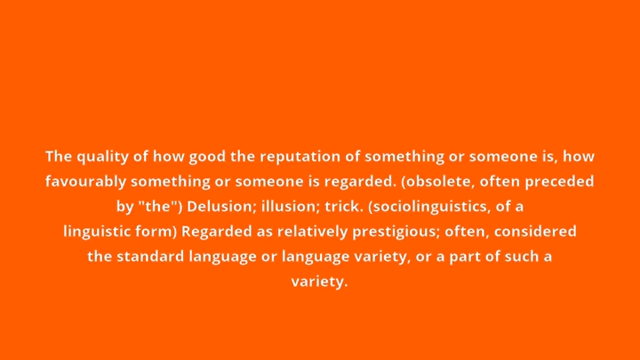 The quality of how good the reputation of something or someone is, how
favourably something or someone is regarded. (obsolete, often preceded
by "the") Delusion; illusion; trick. (sociolinguistics, of a
linguistic form) Regarded as relatively prestigious; often, considered
the standard language or language variety, or a part of such a
variety.